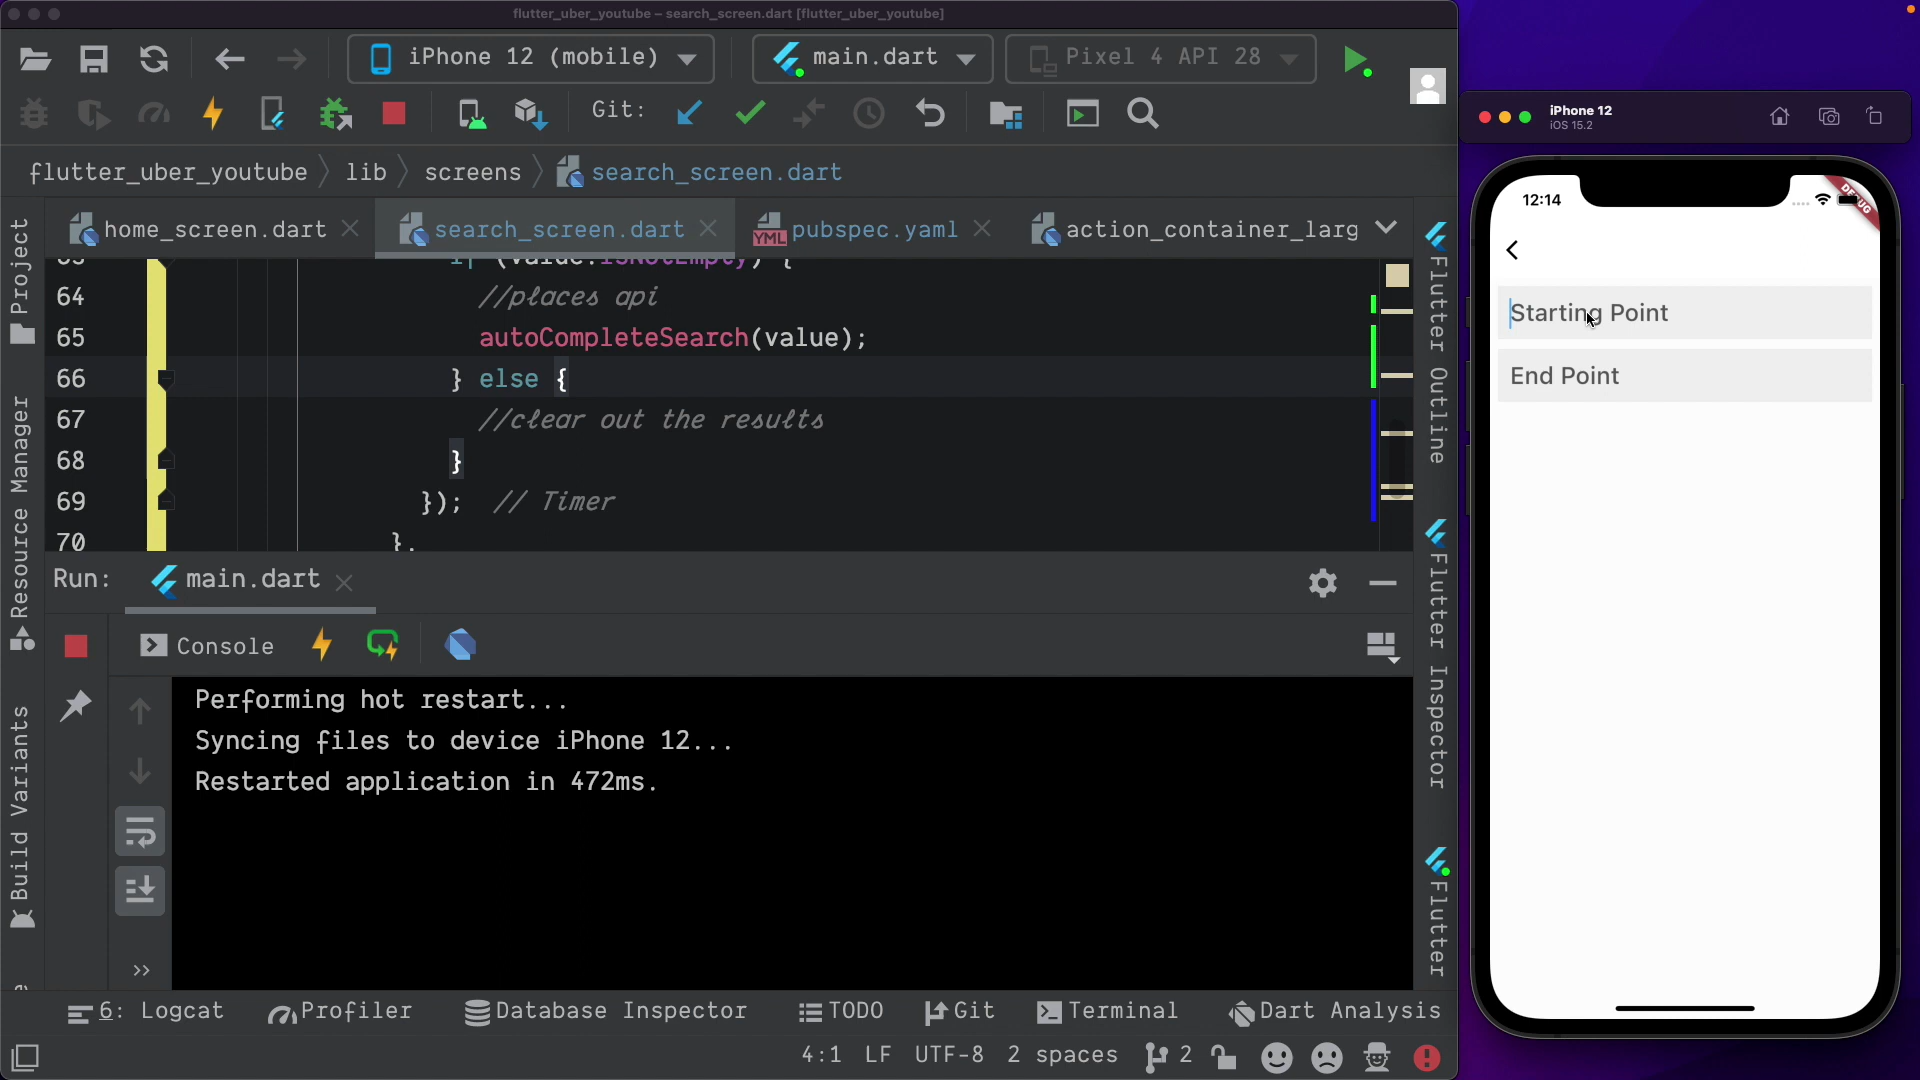 flutter_uber_youtube – search_screen.dart [flutter_uber_youtube]
iPhone 12 (mobile)
main.dart
Pixel 4 API 28
Git:
flutter_uber_youtube
lib
screens
search_screen.dart
home_screen.dart
search_screen.dart
YML
pubspec.yaml
action_container_larg
Project
Resource Manager
Build Variants
if (value.isNotEmpty) {
64 //places api
65 autoCompleteSearch(value);
66 } else {
67 //clear out the results
68 }
69 }); // Timer
70 },
Flutter Outline
Flutter Inspector
Flutter
Run:
main.dart
Console
Performing hot restart...
Syncing files to device iPhone 12...
Restarted application in 472ms.
6: Logcat
Profiler
Database Inspector
TODO
Git
Terminal
Dart Analysis
4:1
LF
UTF-8
2 spaces
2
iPhone 12
iOS 15.2
12:14
DEBUG
Starting Point
End Point